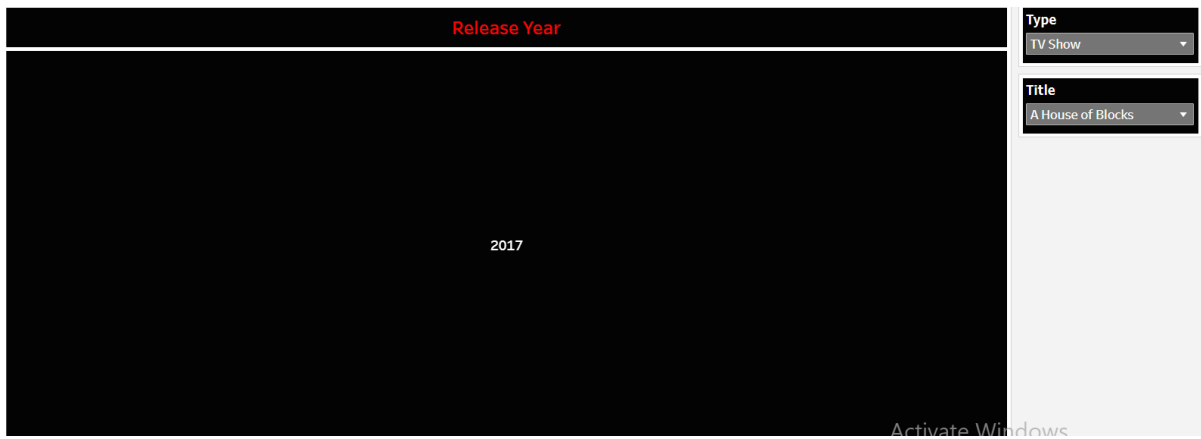 Release Year
2017
Type
TV Show
Title
A House of Blocks
Activate Windows